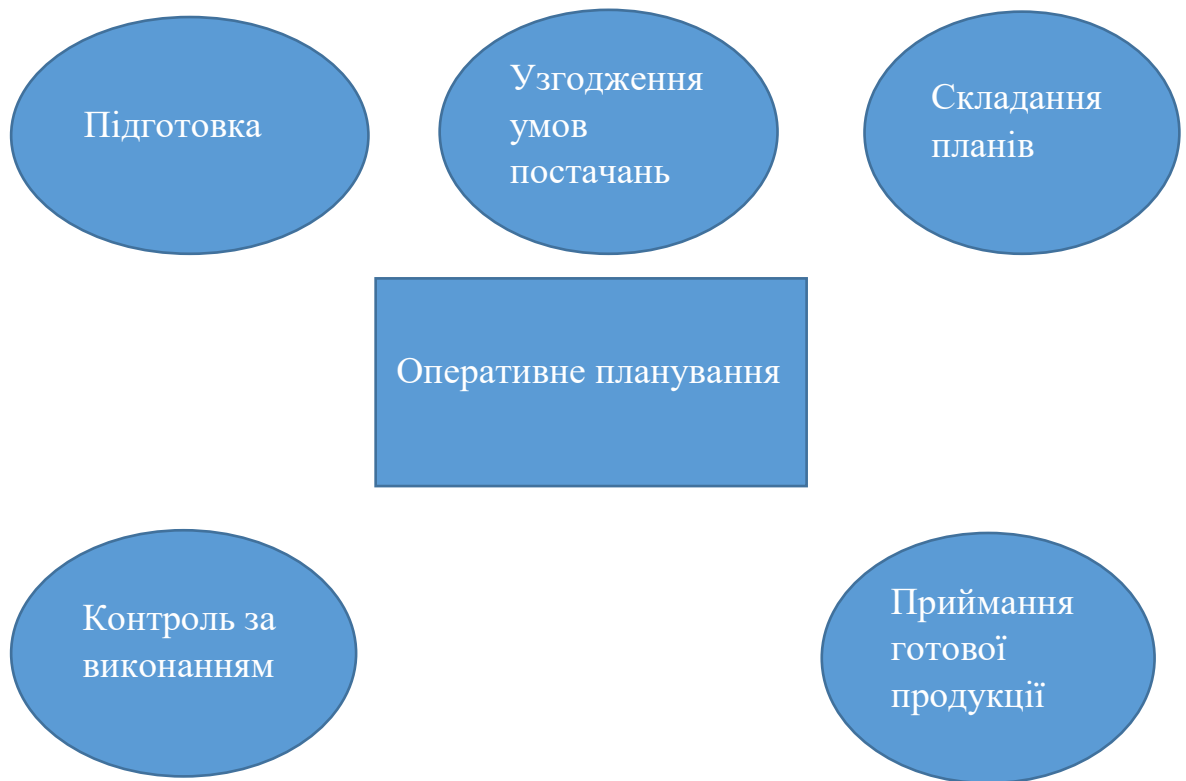 Підготовка
Узгодження
умов
постачань
Складання
планів
Оперативне планування
Контроль за
виконанням
Приймання
готової
продукції